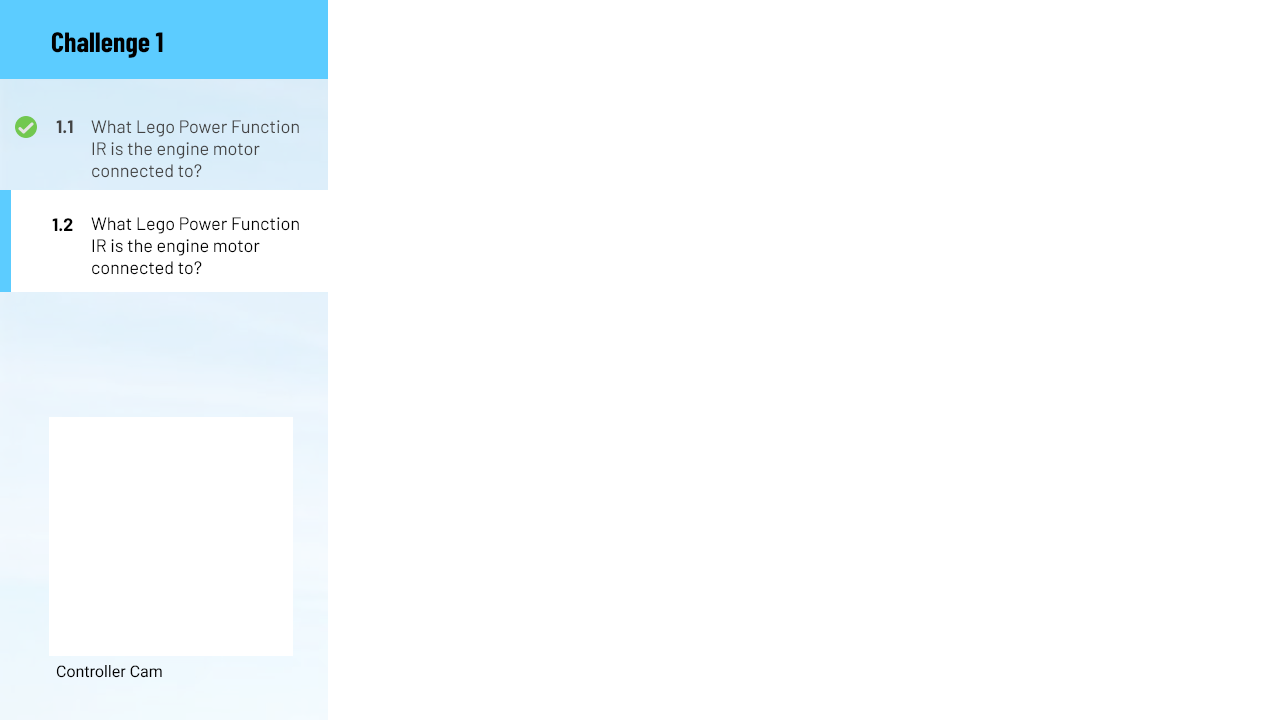 Challenge 1
1.1 What Lego Power Function
IR is the engine motor
connected to?
1.2 What Lego Power Function
IR is the engine motor
connected to?
Controller Cam